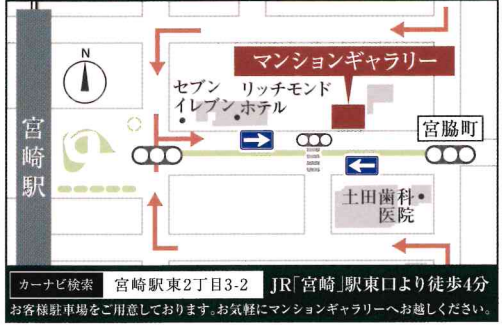 N
マンションギャラリー
セブン
イレブン
リッチモンド
ホテル
宮崎駅
宮脇町
土田歯科
医院
カーナビ検索 宮崎駅東2丁目3-2 JR「宮崎」駅東口より徒歩4分
お客様駐車場をご用意しております。お気軽にマンションギャラリーへお越しください。